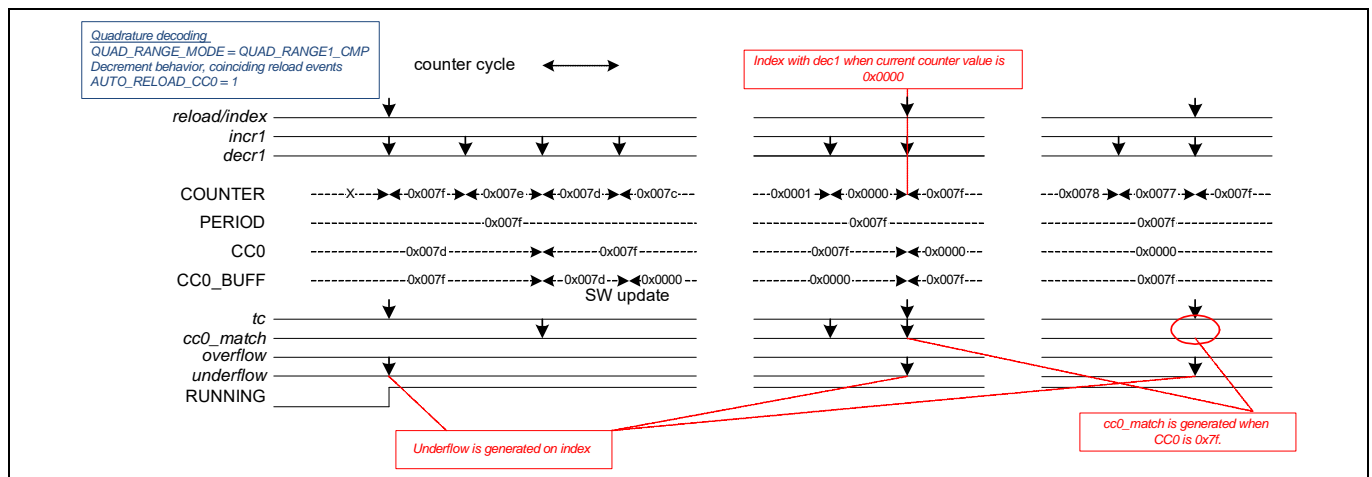 Quadrature decoding
QUAD_RANGE_MODE = QUAD_RANGE1_CMP
Decrement behavior, coinciding reload events
AUTO_RELOAD_CC0 = 1
counter cycle
Index with dec1 when current counter value is
0x0000
reload/index
incr1
decr1
COUNTER X 0x007f 0x007e 0x007d 0x007c 0x0001 0x0000 0x007f 0x0078 0x0077 0x007f
PERIOD 0x007f 0x007f 0x007f
CC0 0x007d 0x007f 0x007f 0x0000 0x0000
CC0_BUFF 0x007f 0x007d 0x0000 0x0000 0x007f 0x007f
SW update
tc
cc0_match
overflow
underflow
RUNNING
Underflow is generated on index
cc0_match is generated when
CC0 is 0x7f.